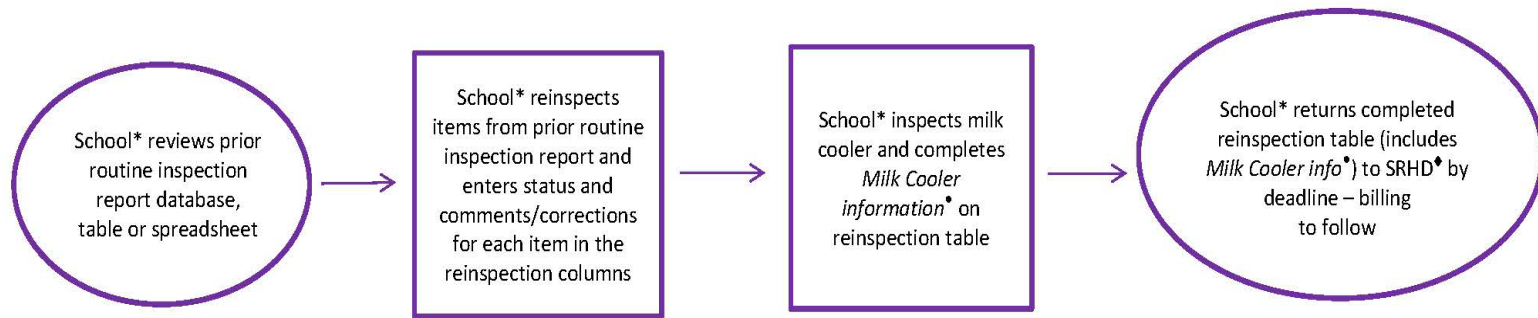 School* reviews prior
routine inspection
report database,
table or spreadsheet
School* reinspects
items from prior routine
inspection report and
enters status and
comments/corrections
for each item in the
reinspection columns
School* inspects milk
cooler and completes
Milk Cooler
information• on
reinspection table
School* returns completed
reinspection table (includes
Milk Cooler info•) to SRHD♦ by
deadline – billing
to follow